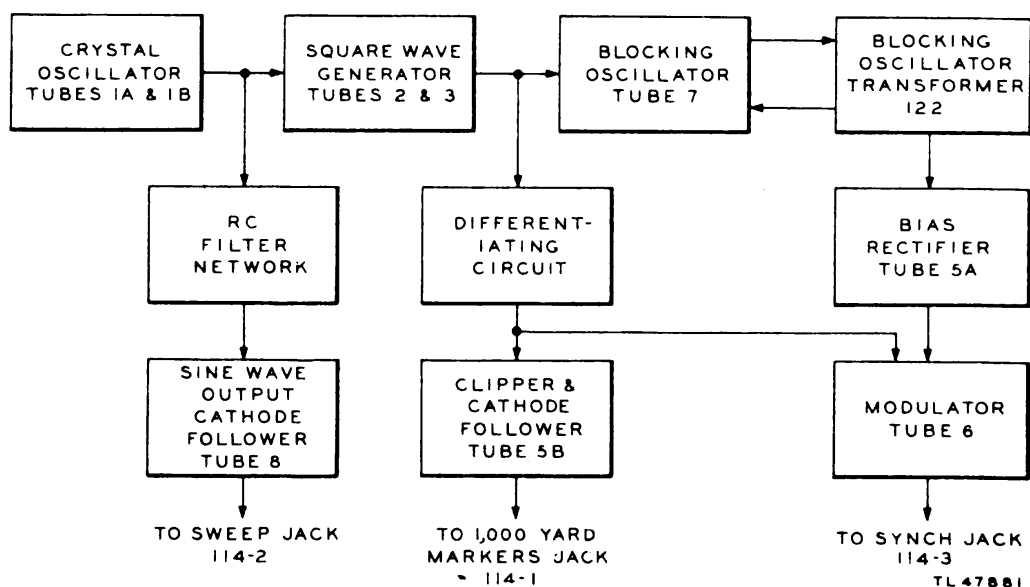 CRYSTAL
OSCILLATOR
TUBES 1A & 1B
SQUARE WAVE
GENERATOR
TUBES 2 & 3
BLOCKING
OSCILLATOR
TUBE 7
BLOCKING
OSCILLATOR
TRANSFORMER
122
RC
FILTER
NETWORK
DIFFERENT-
IATING
CIRCUIT
BIAS
RECTIFIER
TUBE 5A
SINE WAVE
OUTPUT
CATHODE
FOLLOWER
TUBE 8
CLIPPER &
CATHODE
FOLLOWER
TUBE 5B
MODULATOR
TUBE 6
TO SWEEP JACK
114-2
TO 1,000 YARD
MARKERS JACK
114-1
TO SYNCH JACK
114-3
TL 47881